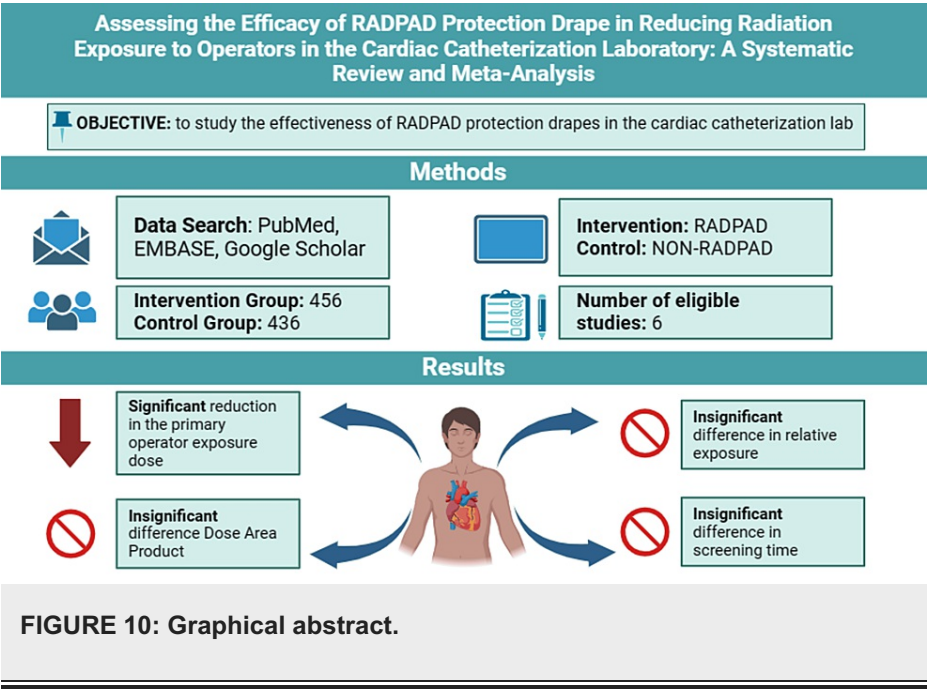 Assessing the Efficacy of RADPAD Protection Drape in Reducing Radiation
Exposure to Operators in the Cardiac Catheterization Laboratory: A Systematic
Review and Meta-Analysis
OBJECTIVE: to study the effectiveness of RADPAD protection drapes in the cardiac catheterization lab
Methods
Data Search: PubMed,
EMBASE, Google Scholar
Intervention: RADPAD
Control: NON-RADPAD
Intervention Group: 456
Control Group: 436
Number of eligible
studies: 6
Results
Significant reduction
in the primary
operator exposure
dose
Insignificant
difference in relative
exposure
Insignificant
difference Dose Area
Product
Insignificant
difference in
screening time
FIGURE 10: Graphical abstract.